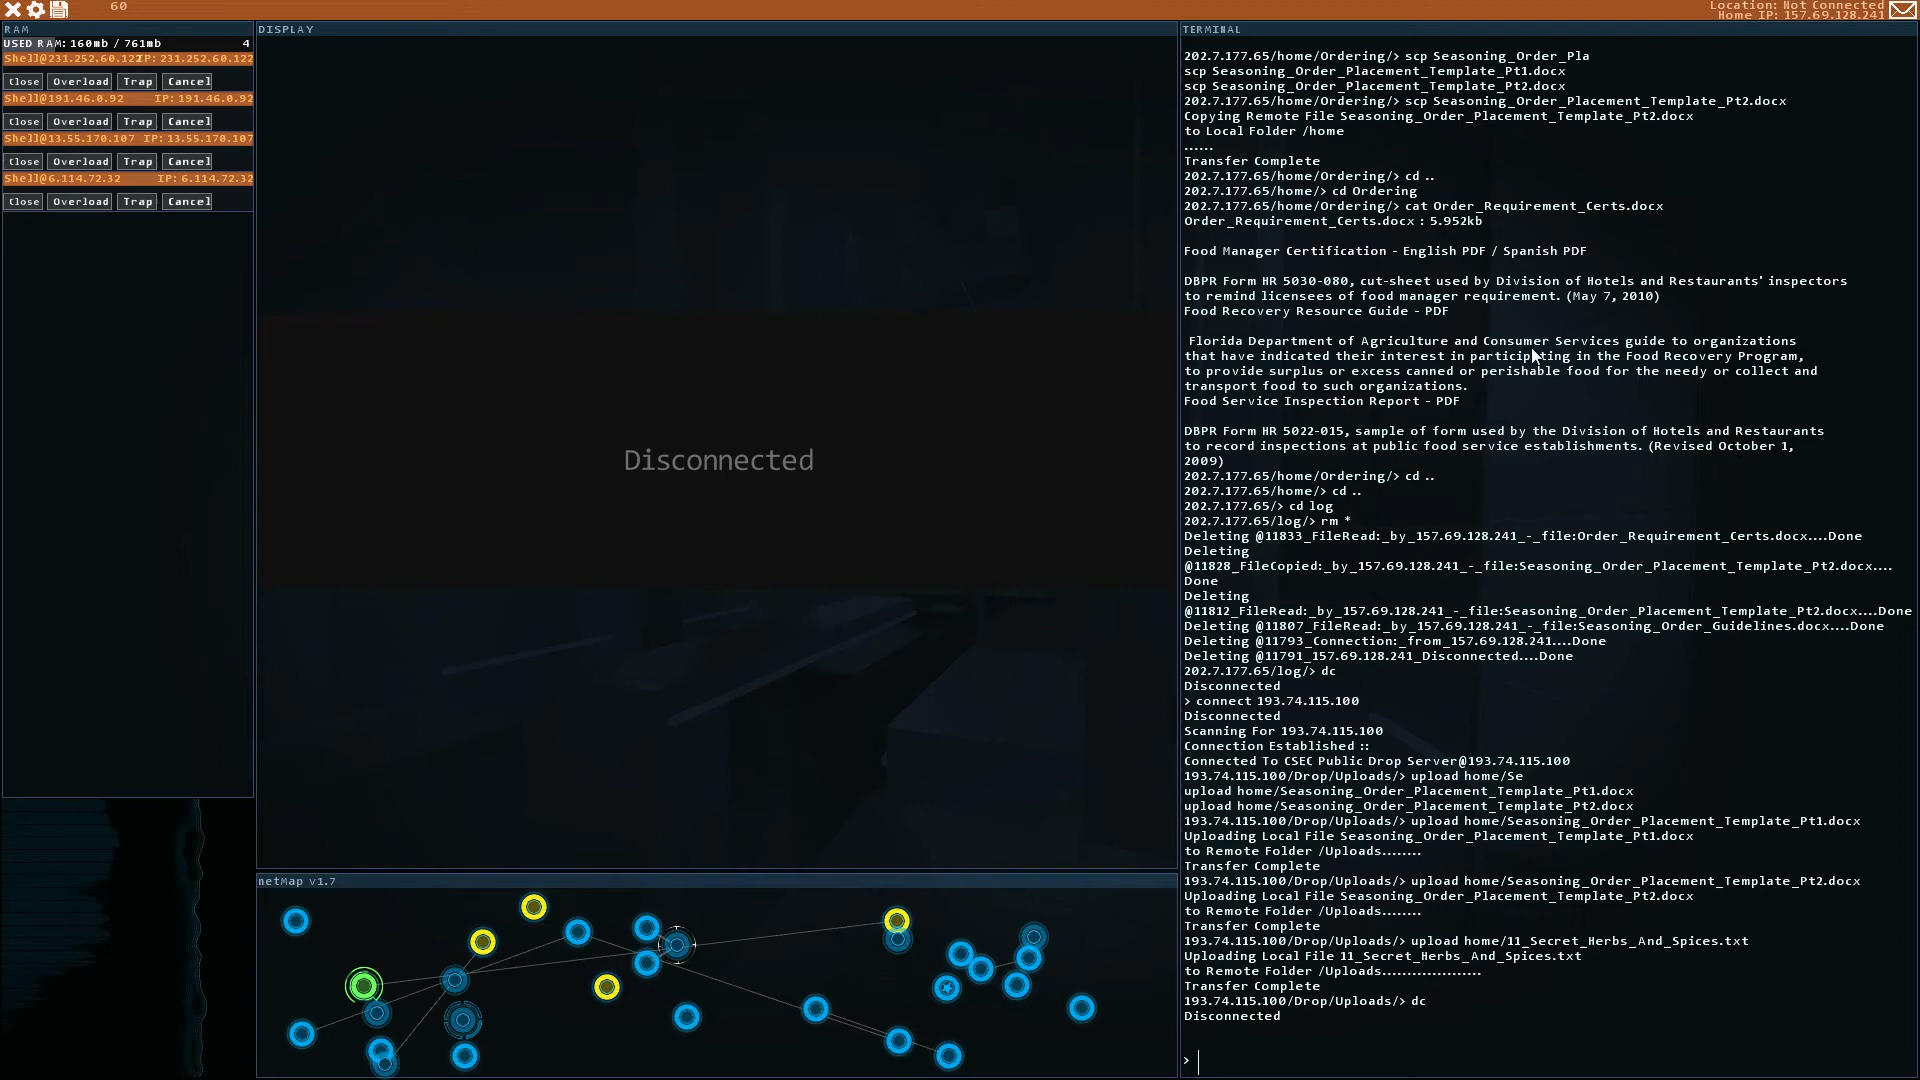 60
Location: Not Connected
Home IP: 157.69.128.241
RAM
USED RAM: 160mb / 761mb 4
Shell@231.252.60.122 IP: 231.252.60.122
Close Overload Trap Cancel
Shell@191.46.0.92 IP: 191.46.0.92
Close Overload Trap Cancel
Shell@13.55.170.107 IP: 13.55.170.107
Close Overload Trap Cancel
Shell@6.114.72.32 IP: 6.114.72.32
Close Overload Trap Cancel
DISPLAY
Disconnected
netMap v1.7
TERMINAL
202.7.177.65/home/Ordering/> scp Seasoning_Order_Pla
scp Seasoning_Order_Placement_Template_Pt1.docx
scp Seasoning_Order_Placement_Template_Pt2.docx
202.7.177.65/home/Ordering/> scp Seasoning_Order_Placement_Template_Pt2.docx
Copying Remote File Seasoning_Order_Placement_Template_Pt2.docx
to Local Folder /home
......
Transfer Complete
202.7.177.65/home/Ordering/> cd ..
202.7.177.65/home/> cd Ordering
202.7.177.65/home/Ordering/> cat Order_Requirement_Certs.docx
Order_Requirement_Certs.docx : 5.952kb
Food Manager Certification - English PDF / Spanish PDF
DBPR Form HR 5030-080, cut-sheet used by Division of Hotels and Restaurants' inspectors
to remind licensees of food manager requirement. (May 7, 2010)
Food Recovery Resource Guide - PDF
Florida Department of Agriculture and Consumer Services guide to organizations
that have indicated their interest in participating in the Food Recovery Program,
to provide surplus or excess canned or perishable food for the needy or collect and
transport food to such organizations.
Food Service Inspection Report - PDF
DBPR Form HR 5022-015, sample of form used by the Division of Hotels and Restaurants
to record inspections at public food service establishments. (Revised October 1,
2009)
202.7.177.65/home/Ordering/> cd ..
202.7.177.65/home/> cd ..
202.7.177.65/> cd log
202.7.177.65/log/> rm *
Deleting @11833_FileRead:_by_157.69.128.241_-_file:Order_Requirement_Certs.docx....Done
Deleting
@11828_FileCopied:_by_157.69.128.241_-_file:Seasoning_Order_Placement_Template_Pt2.docx....
Done
Deleting
@11812_FileRead:_by_157.69.128.241_-_file:Seasoning_Order_Placement_Template_Pt2.docx....Done
Deleting @11807_FileRead:_by_157.69.128.241_-_file:Seasoning_Order_Guidelines.docx....Done
Deleting @11793_Connection:_from_157.69.128.241....Done
Deleting @11791_157.69.128.241_Disconnected....Done
202.7.177.65/log/> dc
Disconnected
> connect 193.74.115.100
Disconnected
Scanning For 193.74.115.100
Connection Established ::
Connected To CSEC Public Drop Server@193.74.115.100
193.74.115.100/Drop/Uploads/> upload home/Se
upload home/Seasoning_Order_Placement_Template_Pt1.docx
upload home/Seasoning_Order_Placement_Template_Pt2.docx
193.74.115.100/Drop/Uploads/> upload home/Seasoning_Order_Placement_Template_Pt1.docx
Uploading Local File Seasoning_Order_Placement_Template_Pt1.docx
to Remote Folder /Uploads........
Transfer Complete
193.74.115.100/Drop/Uploads/> upload home/Seasoning_Order_Placement_Template_Pt2.docx
Uploading Local File Seasoning_Order_Placement_Template_Pt2.docx
to Remote Folder /Uploads........
Transfer Complete
193.74.115.100/Drop/Uploads/> upload home/11_Secret_Herbs_And_Spices.txt
Uploading Local File 11_Secret_Herbs_And_Spices.txt
to Remote Folder /Uploads....................
Transfer Complete
193.74.115.100/Drop/Uploads/> dc
Disconnected
>